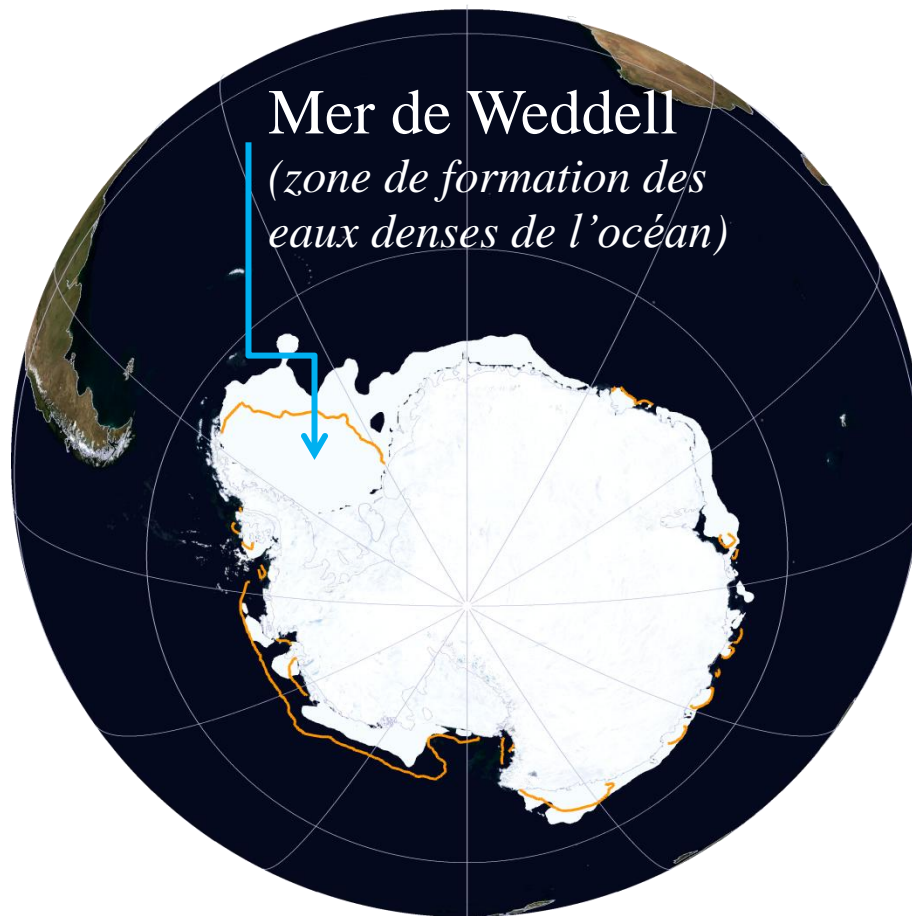 Mer de Weddell
(zone de formation des
eaux denses de l’océan)